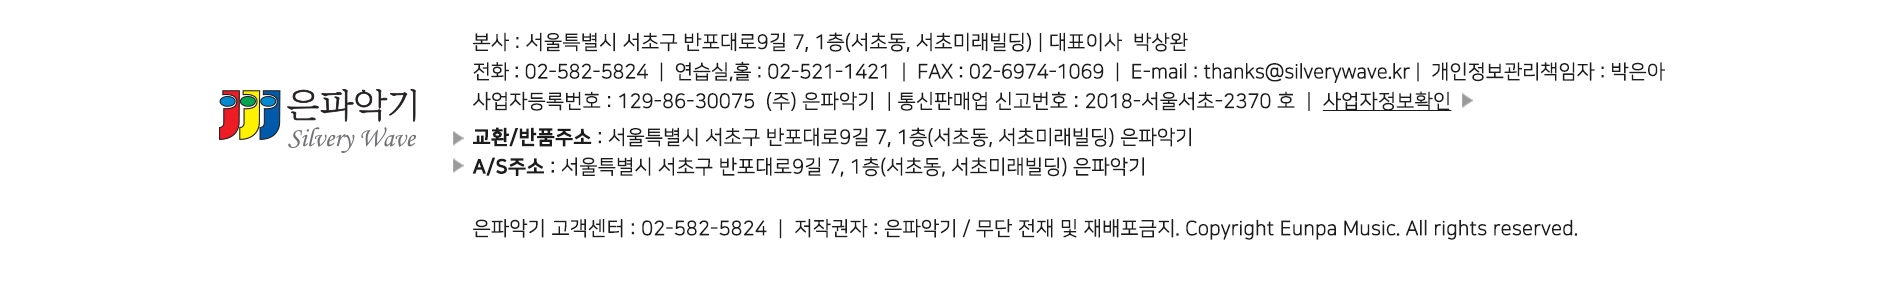 은파악기
Silvery Wave
본사 : 서울특별시 서초구 반포대로9길 7, 1층(서초동, 서초미래빌딩) | 대표이사 박상완
전화 : 02-582-5824 | 연습실,홀 : 02-521-1421 | FAX : 02-6974-1069 | E-mail : thanks@silverywave.kr | 개인정보관리책임자 : 박은아
사업자등록번호 : 129-86-30075 (주) 은파악기 | 통신판매업 신고번호 : 2018-서울서초-2370 호 | 사업자정보확인 ▶
▶ 교환/반품주소 : 서울특별시 서초구 반포대로9길 7, 1층(서초동, 서초미래빌딩) 은파악기
▶ A/S주소 : 서울특별시 서초구 반포대로9길 7, 1층(서초동, 서초미래빌딩) 은파악기
은파악기 고객센터 : 02-582-5824 | 저작권자 : 은파악기 / 무단 전재 및 재배포금지. Copyright Eunpa Music. All rights reserved.